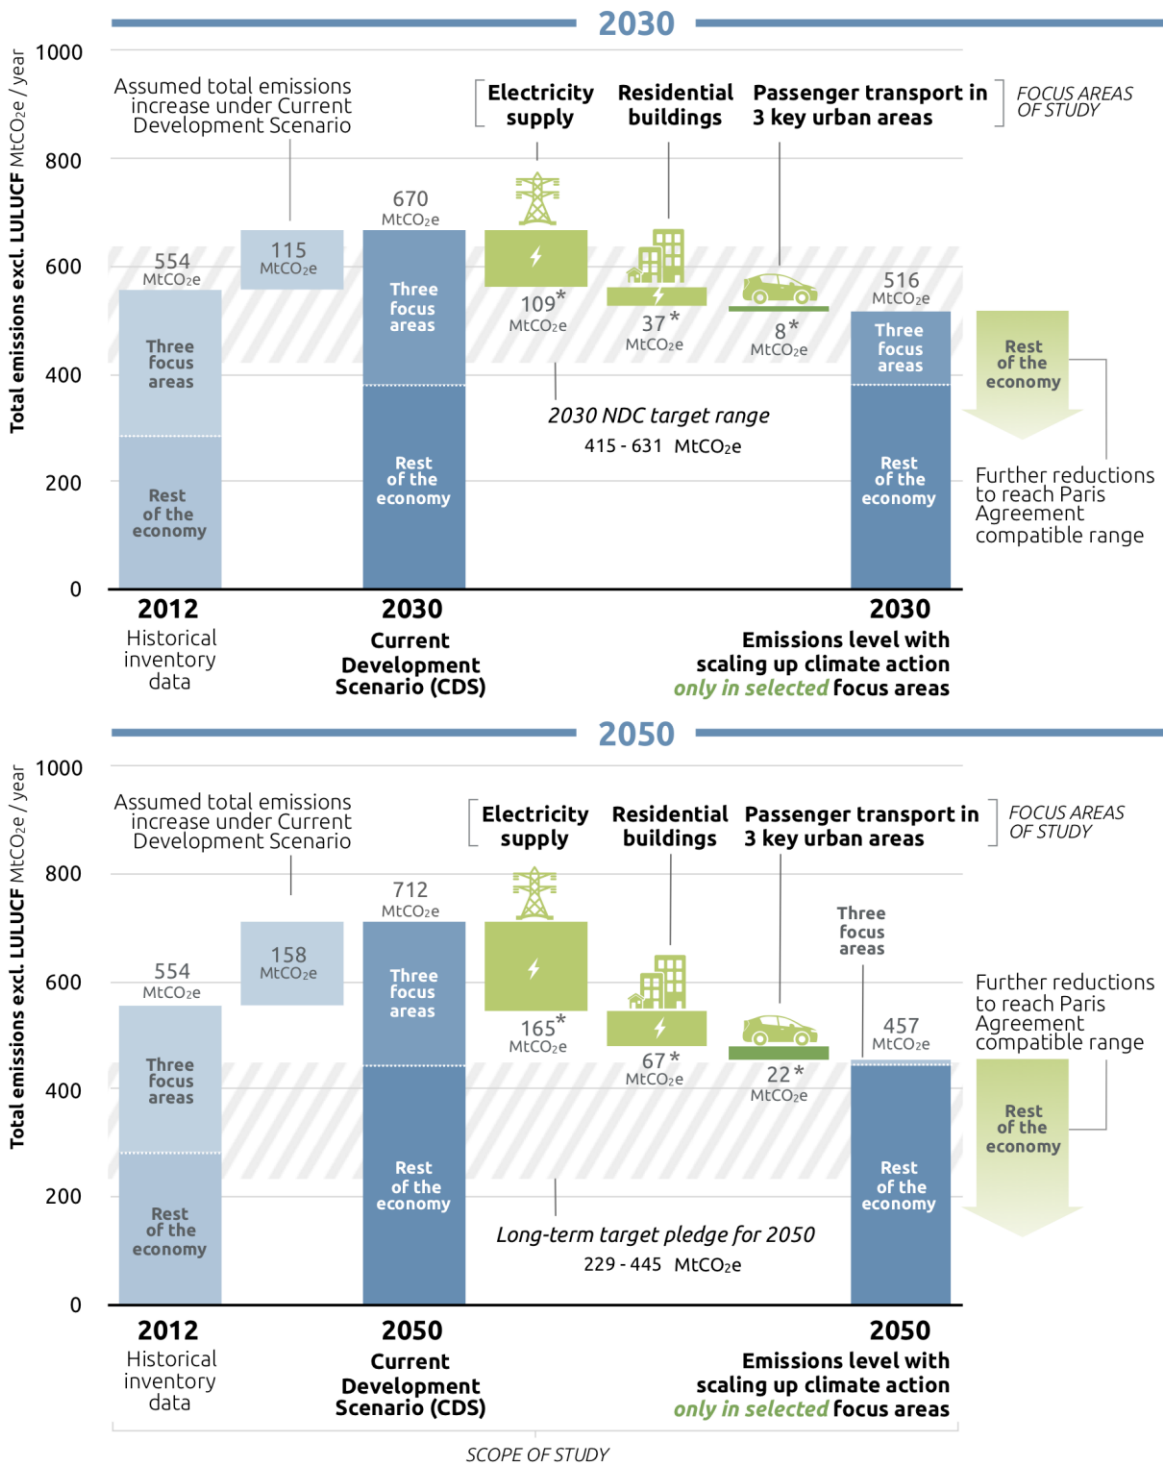 2030
Total emissions excl. LULUCF MtCO₂e / year
1000
800
600
400
200
0
Assumed total emissions
increase under Current
Development Scenario
Electricity
supply
Residential
buildings
Passenger transport in
3 key urban areas
FOCUS AREAS
OF STUDY
554
MtCO₂e
115
MtCO₂e
670
MtCO₂e
109*
MtCO₂e
37*
MtCO₂e
8*
MtCO₂e
516
MtCO₂e
Three
focus
areas
Rest
of the
economy
Three
focus
areas
Rest
of the
economy
Three
focus
areas
Rest
of the
economy
Rest
of the
economy
2030 NDC target range
415 - 631 MtCO₂e
Further reductions
to reach Paris
Agreement
compatible range
2012
Historical
inventory
data
2030
Current
Development
Scenario (CDS)
2030
Emissions level with
scaling up climate action
only in selected focus areas
2050
Total emissions excl. LULUCF MtCO₂e / year
1000
800
600
400
200
0
Assumed total emissions
increase under Current
Development Scenario
Electricity
supply
Residential
buildings
Passenger transport in
3 key urban areas
FOCUS AREAS
OF STUDY
554
MtCO₂e
158
MtCO₂e
712
MtCO₂e
165*
MtCO₂e
67*
MtCO₂e
22*
MtCO₂e
Three
focus
areas
457
MtCO₂e
Further reductions
to reach Paris
Agreement
compatible range
Three
focus
areas
Rest
of the
economy
Three
focus
areas
Rest
of the
economy
Rest
of the
economy
Rest
of the
economy
Long-term target pledge for 2050
229 - 445 MtCO₂e
2012
Historical
inventory
data
2050
Current
Development
Scenario (CDS)
2050
Emissions level with
scaling up climate action
only in selected focus areas
SCOPE OF STUDY